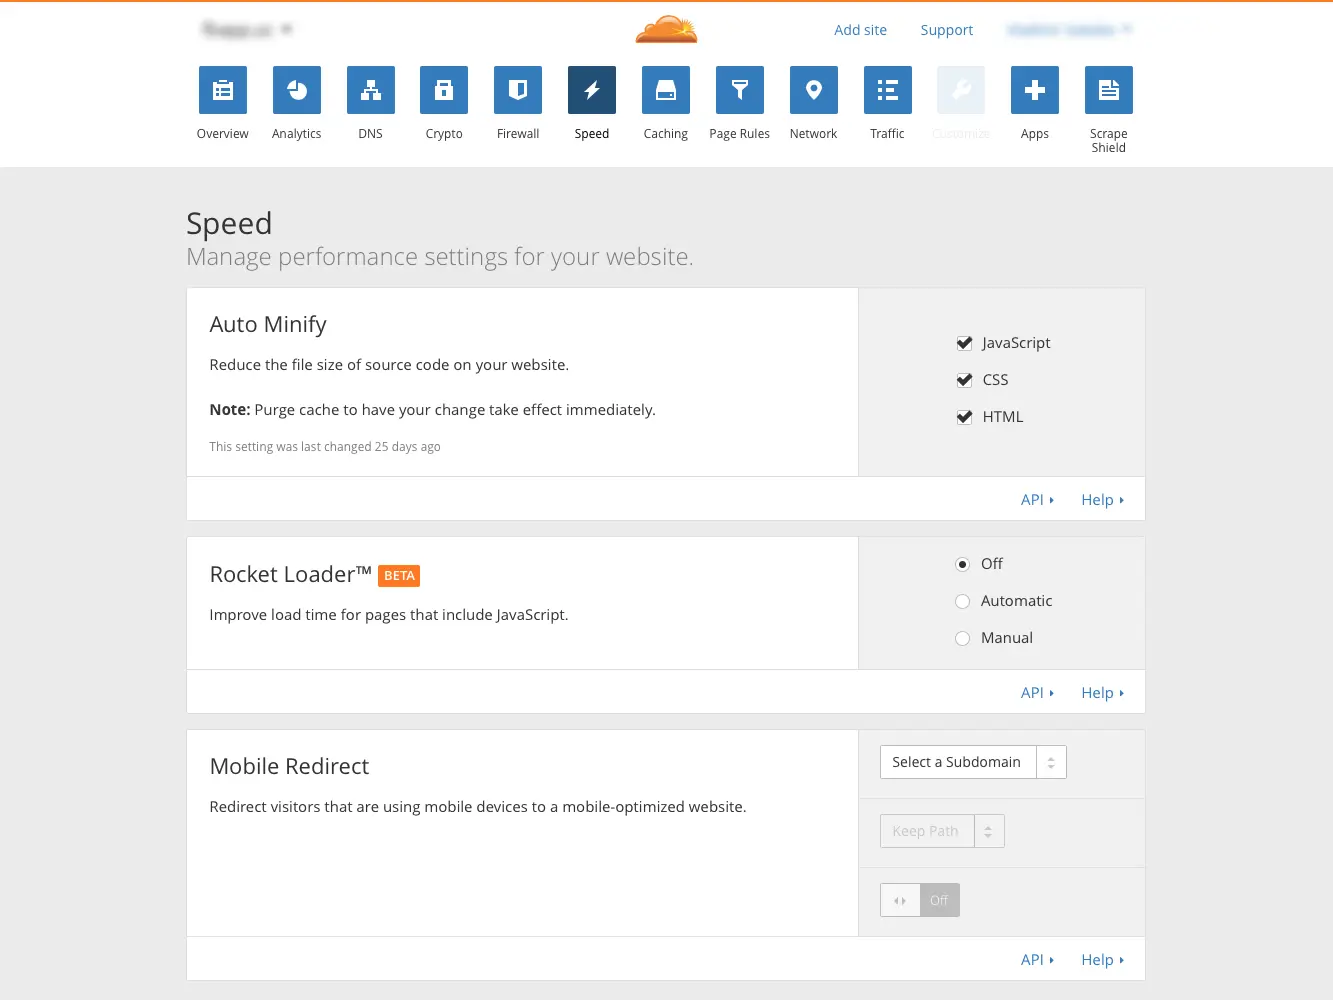 Add site Support
Overview Analytics DNS Crypto Firewall Speed Caching Page Rules Network Traffic Customize Apps Scrape
Shield
Speed
Manage performance settings for your website.
Auto Minify
Reduce the file size of source code on your website.
Note: Purge cache to have your change take effect immediately.
This setting was last changed 25 days ago
JavaScript
CSS
HTML
API Help
Rocket Loader™ BETA
Improve load time for pages that include JavaScript.
Off
Automatic
Manual
API Help
Mobile Redirect
Redirect visitors that are using mobile devices to a mobile-optimized website.
Select a Subdomain
Keep Path
Off
API Help